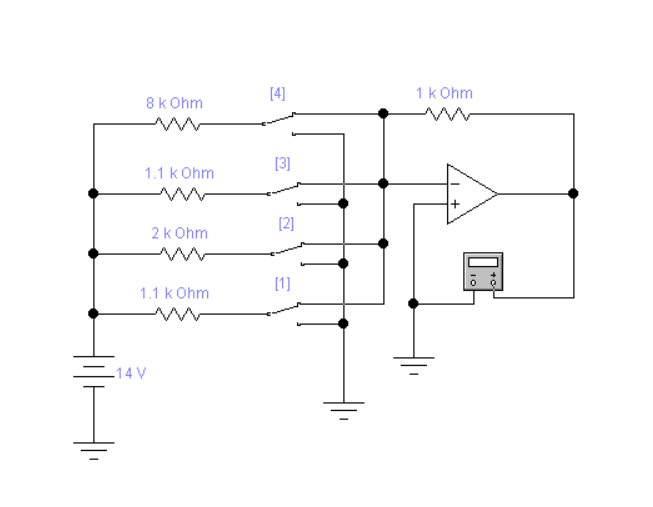 [4]
8 k Ohm
1 k Ohm
[3]
1.1 k Ohm
[2]
2 k Ohm
[1]
1.1 k Ohm
14 V